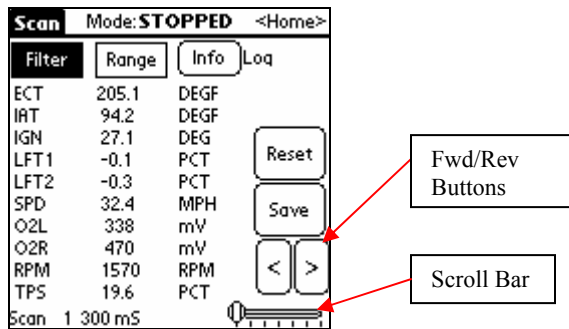 Scan Mode: STOPPED <Home>
Filter Range Info Log
ECT 205.1 DEGF
IAT 94.2 DEGF
IGN 27.1 DEG
LFT1 -0.1 PCT
LFT2 -0.3 PCT
SPD 32.4 MPH
O2L 338 mV
O2R 470 mV
RPM 1570 RPM
TPS 19.6 PCT
Scan 1 300 mS
Reset
Save
< >
Fwd/Rev
Buttons
Scroll Bar